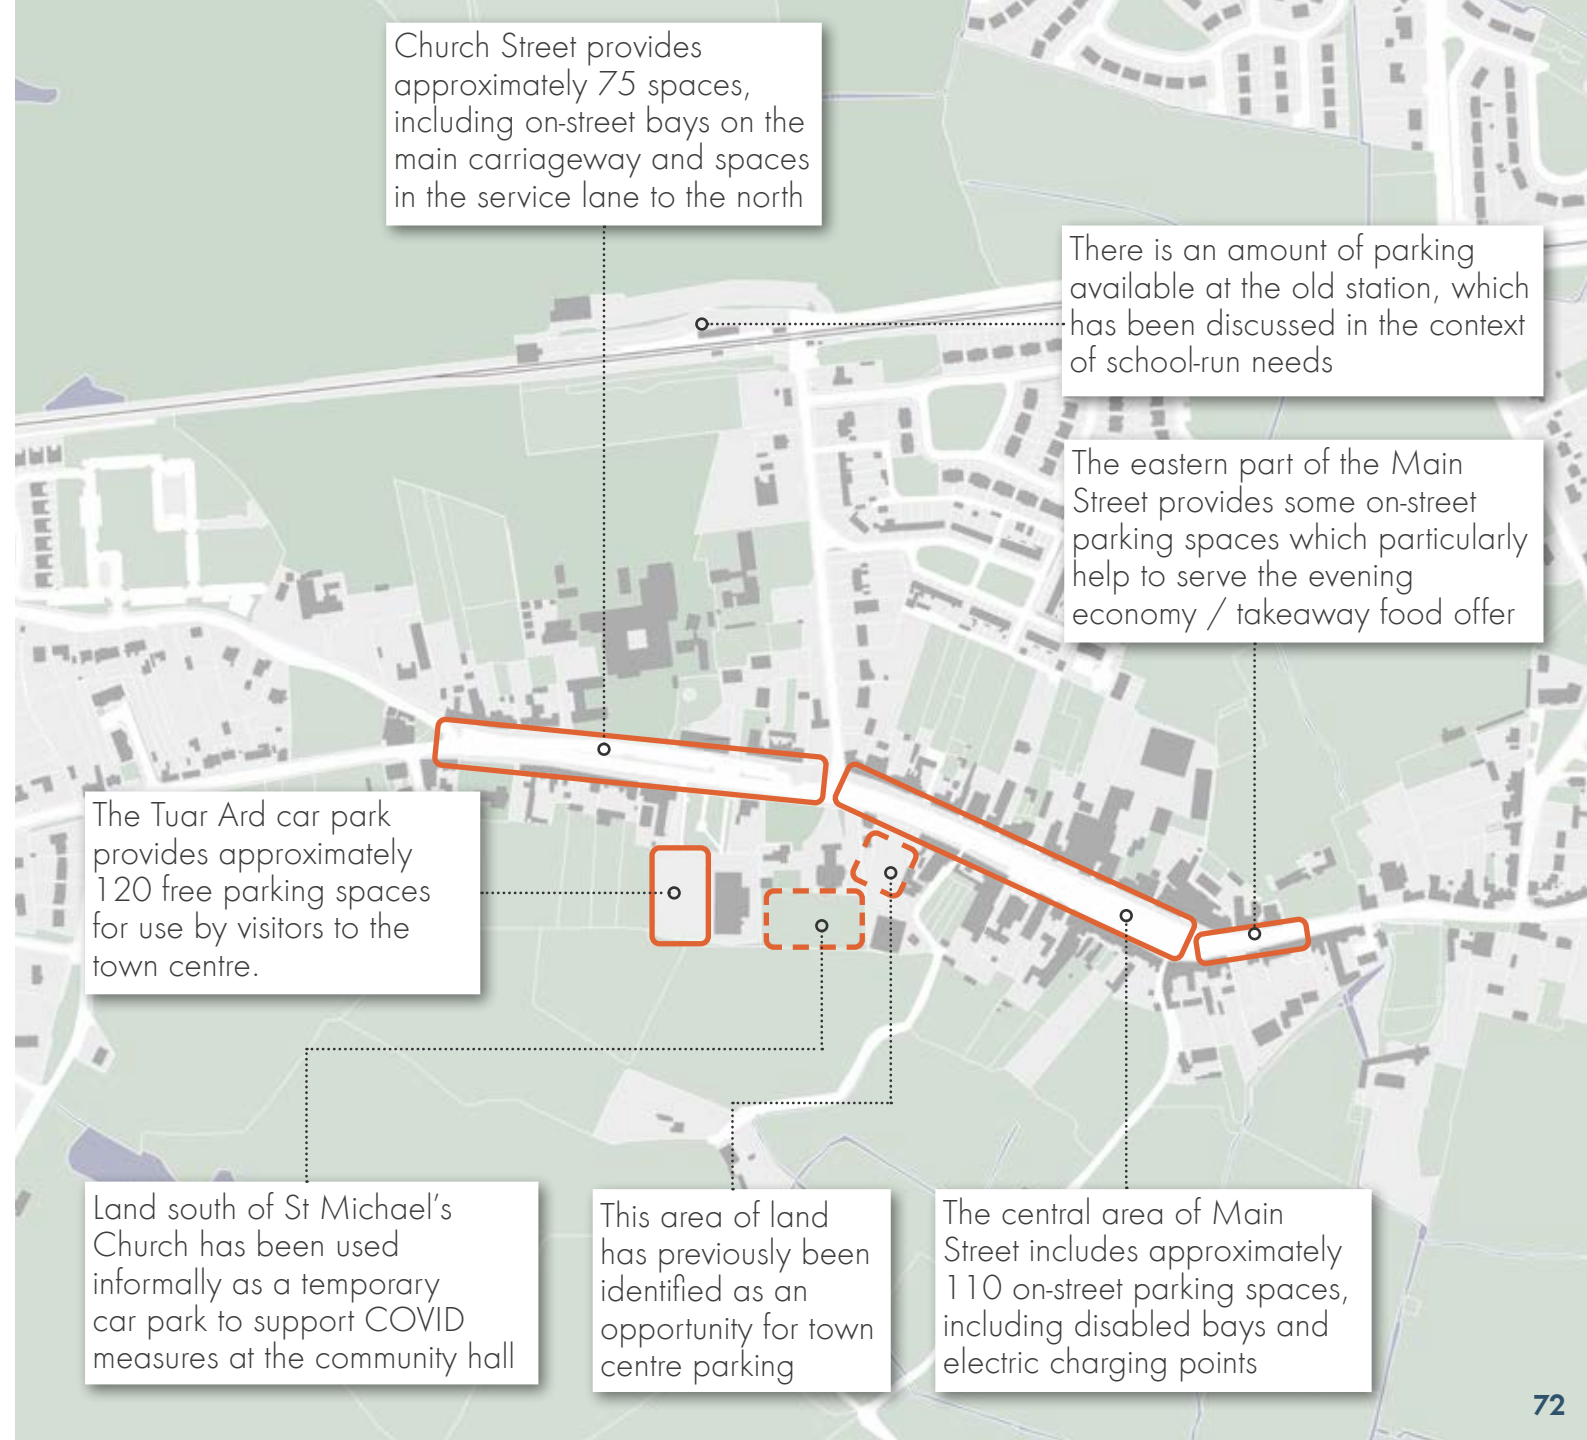 Church Street provides
approximately 75 spaces,
including on-street bays on the
main carriageway and spaces
in the service lane to the north
There is an amount of parking
available at the old station, which
has been discussed in the context
of school-run needs
The eastern part of the Main
Street provides some on-street
parking spaces which particularly
help to serve the evening
economy / takeaway food offer
The Tuar Ard car park
provides approximately
120 free parking spaces
for use by visitors to the
town centre.
Land south of St Michael’s
Church has been used
informally as a temporary
car park to support COVID
measures at the community hall
This area of land
has previously been
identified as an
opportunity for town
centre parking
The central area of Main
Street includes approximately
110 on-street parking spaces,
including disabled bays and
electric charging points
72